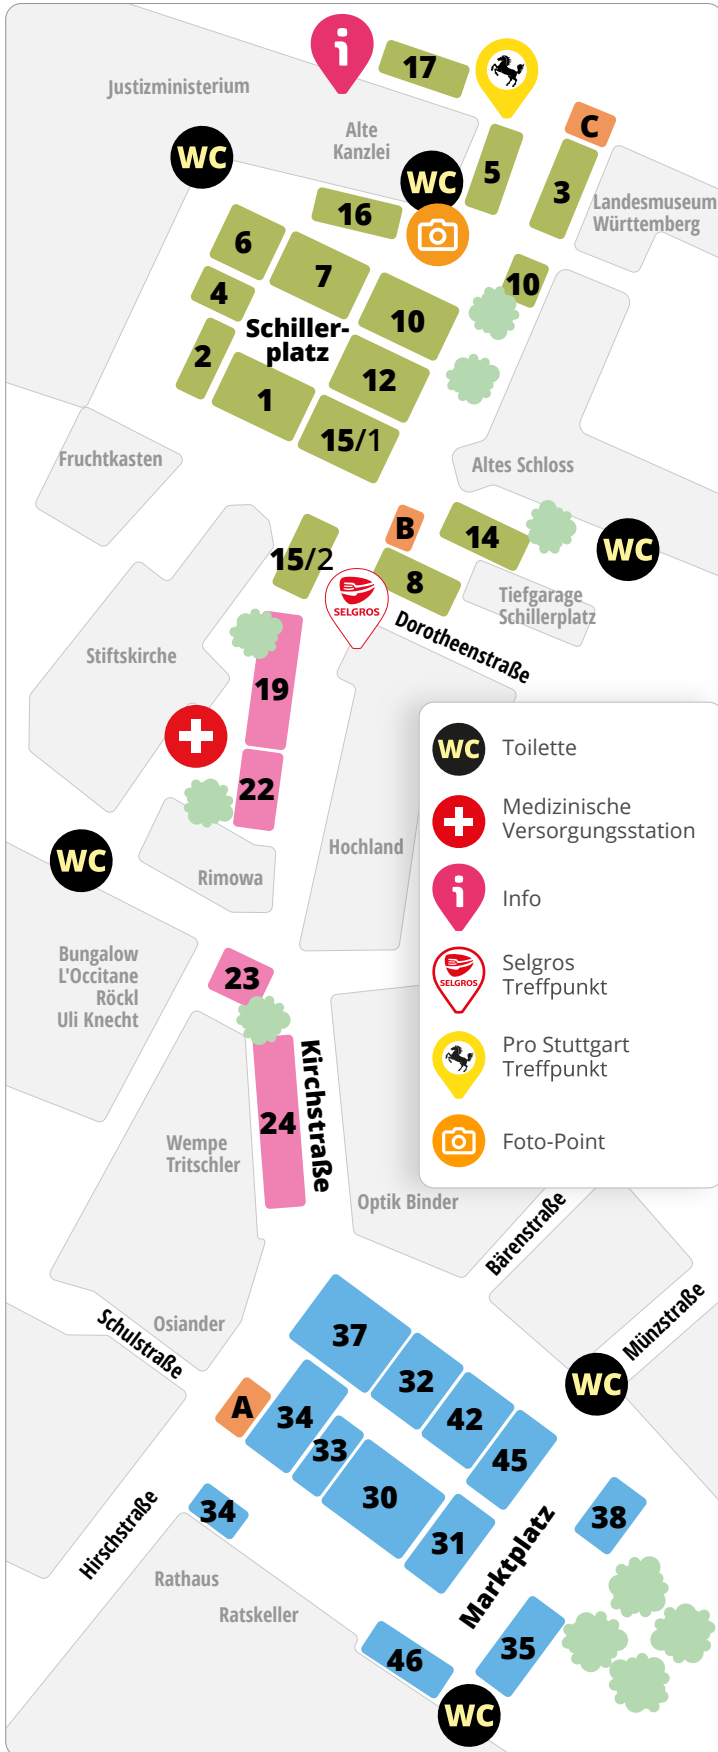 17
Justizministerium
C
Alte
Kanzlei
WC
5
WC
3
Landesmuseum
Württemberg
16
6
7
10
4
10
Schiller-
platz
2
12
1
15/1
Fruchtkasten
Altes Schloss
B
14
WC
15/2
8
SELGROS
Tiefgarage
Schillerplatz
Dorotheenstraße
Stiftskirche
19
22
WC
Rimowa
Hochland
WC Toilette
Medizinische
Versorgungsstation
Info
Selgros
Treffpunkt
SELGROS
Pro Stuttgart
Treffpunkt
Foto-Point
Bungalow
L'Occitane
Röckl
Uli Knecht
23
Kirchstraße
24
Wempe
Tritschler
Optik Binder
Bärenstraße
Münzstraße
Schulstraße
Osiander
37
32
WC
A
34
42
33
45
30
34
38
31
Hirschstraße
Marktplatz
Rathaus
Ratskeller
35
46
WC